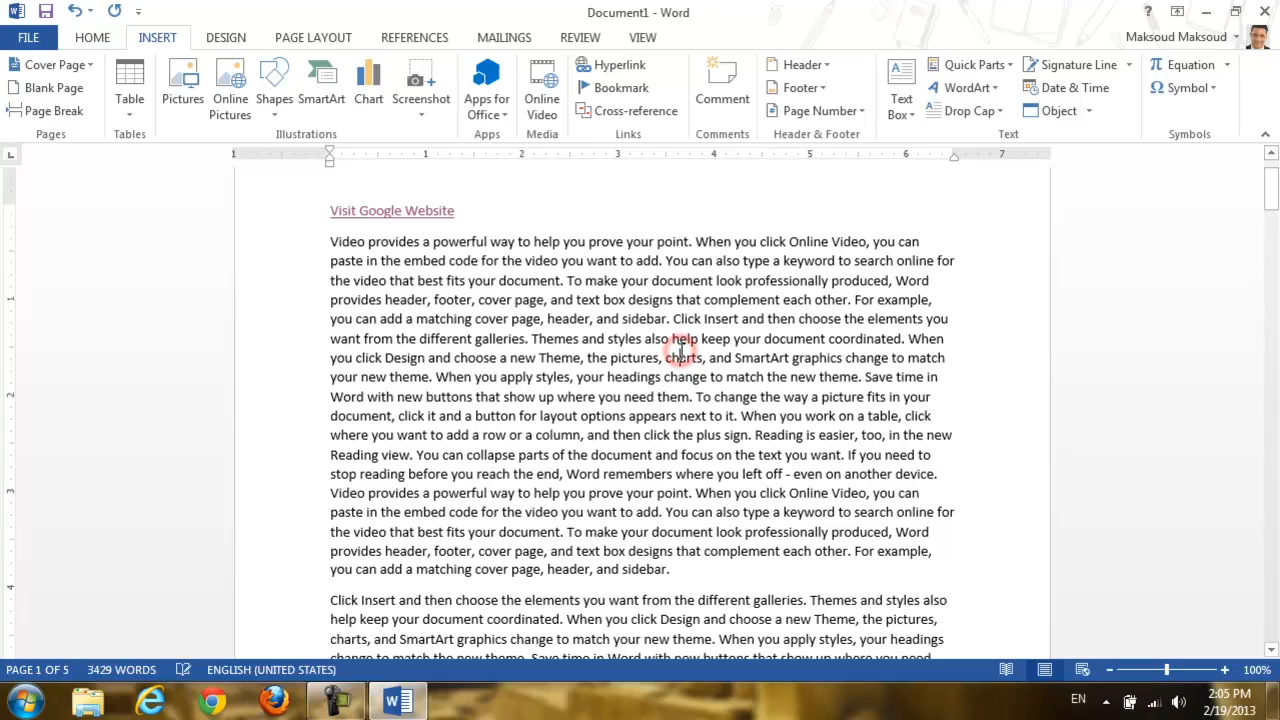 Document1 - Word
Maksoud Maksoud
FILE HOME INSERT DESIGN PAGE LAYOUT REFERENCES MAILINGS REVIEW VIEW
Cover Page
Blank Page
Page Break
Pages
Table
Tables
Pictures
Online Pictures
Shapes
SmartArt
Chart
Screenshot
Illustrations
Apps for Office
Apps
Online Video
Media
Hyperlink
Bookmark
Cross-reference
Links
Comment
Comments
Header
Footer
Page Number
Header & Footer
Text Box
Quick Parts
WordArt
Drop Cap
Signature Line
Date & Time
Object
Text
Equation
Symbol
Symbols
1 1 2 3 4 5 6 7
1
2
3
4
Visit Google Website
Video provides a powerful way to help you prove your point. When you click Online Video, you can
paste in the embed code for the video you want to add. You can also type a keyword to search online for
the video that best fits your document. To make your document look professionally produced, Word
provides header, footer, cover page, and text box designs that complement each other. For example,
you can add a matching cover page, header, and sidebar. Click Insert and then choose the elements you
want from the different galleries. Themes and styles also help keep your document coordinated. When
you click Design and choose a new Theme, the pictures, charts, and SmartArt graphics change to match
your new theme. When you apply styles, your headings change to match the new theme. Save time in
Word with new buttons that show up where you need them. To change the way a picture fits in your
document, click it and a button for layout options appears next to it. When you work on a table, click
where you want to add a row or a column, and then click the plus sign. Reading is easier, too, in the new
Reading view. You can collapse parts of the document and focus on the text you want. If you need to
stop reading before you reach the end, Word remembers where you left off - even on another device.
Video provides a powerful way to help you prove your point. When you click Online Video, you can
paste in the embed code for the video you want to add. You can also type a keyword to search online for
the video that best fits your document. To make your document look professionally produced, Word
provides header, footer, cover page, and text box designs that complement each other. For example,
you can add a matching cover page, header, and sidebar.
Click Insert and then choose the elements you want from the different galleries. Themes and styles also
help keep your document coordinated. When you click Design and choose a new Theme, the pictures,
charts, and SmartArt graphics change to match your new theme. When you apply styles, your headings
change to match the new theme. Save time in Word with new buttons that show up where you need
PAGE 1 OF 5 3429 WORDS ENGLISH (UNITED STATES) 100%
EN
2:05 PM
2/19/2013